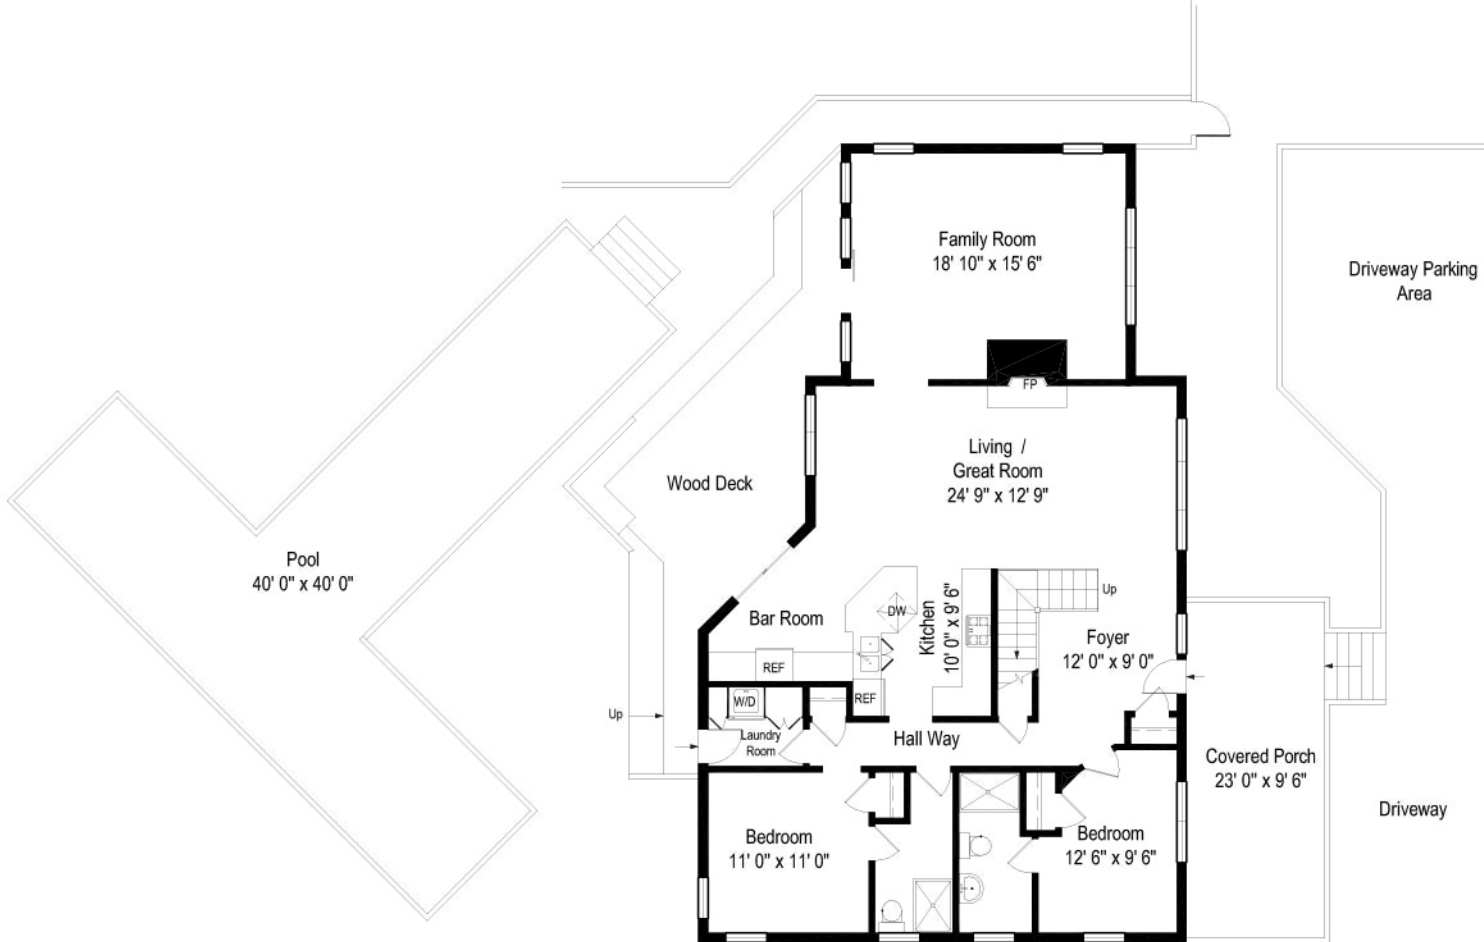 Family Room
18' 10" x 15' 6"
Driveway Parking
Area
FP
Living /
Great Room
24' 9" x 12' 9"
Wood Deck
Pool
40' 0" x 40' 0"
Bar Room
DW
Kitchen
10' 0" x 9' 6"
Up
Foyer
12' 0" x 9' 0"
REF
REF
W/D
Up
Laundry
Room
Hall Way
Covered Porch
23' 0" x 9' 6"
Bedroom
11' 0" x 11' 0"
Bedroom
12' 6" x 9' 6"
Driveway